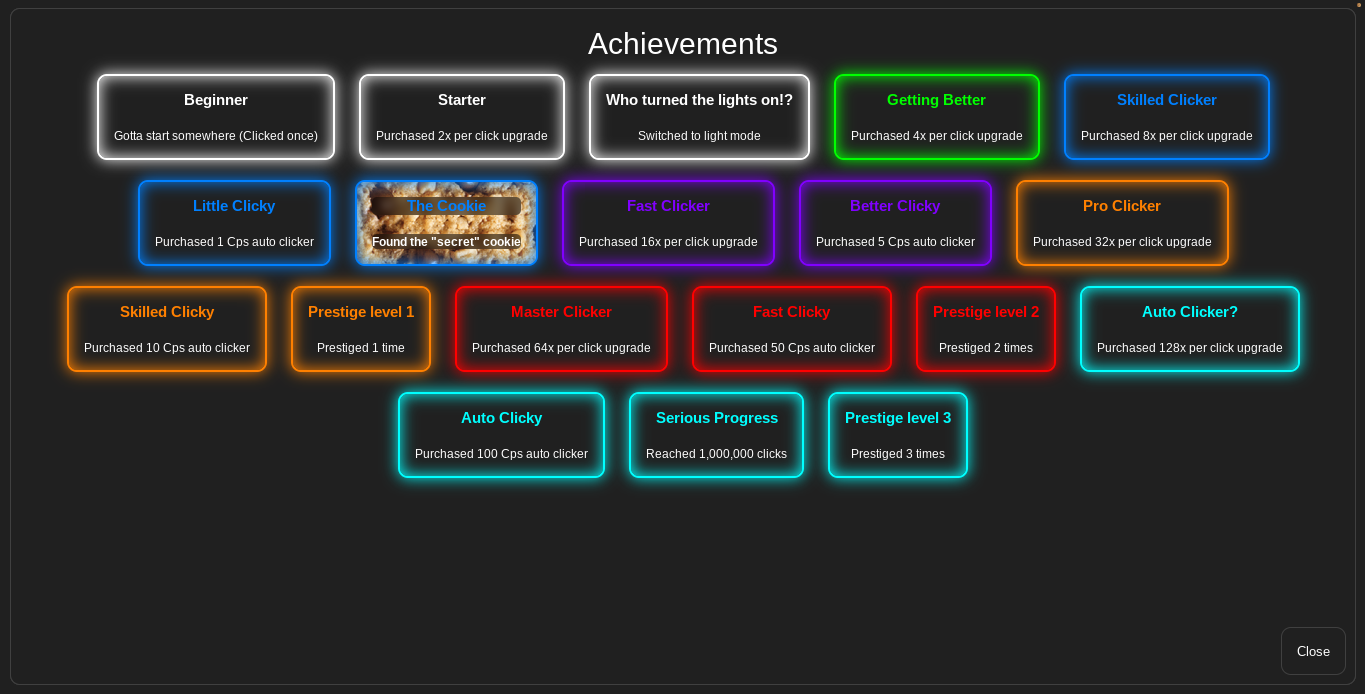 Achievements
Beginner
Gotta start somewhere (Clicked once)
Starter
Purchased 2x per click upgrade
Who turned the lights on!?
Switched to light mode
Getting Better
Purchased 4x per click upgrade
Skilled Clicker
Purchased 8x per click upgrade
Little Clicky
Purchased 1 Cps auto clicker
The Cookie
Found the "secret" cookie
Fast Clicker
Purchased 16x per click upgrade
Better Clicky
Purchased 5 Cps auto clicker
Pro Clicker
Purchased 32x per click upgrade
Skilled Clicky
Purchased 10 Cps auto clicker
Prestige level 1
Prestiged 1 time
Master Clicker
Purchased 64x per click upgrade
Fast Clicky
Purchased 50 Cps auto clicker
Prestige level 2
Prestiged 2 times
Auto Clicker?
Purchased 128x per click upgrade
Auto Clicky
Purchased 100 Cps auto clicker
Serious Progress
Reached 1,000,000 clicks
Prestige level 3
Prestiged 3 times
Close